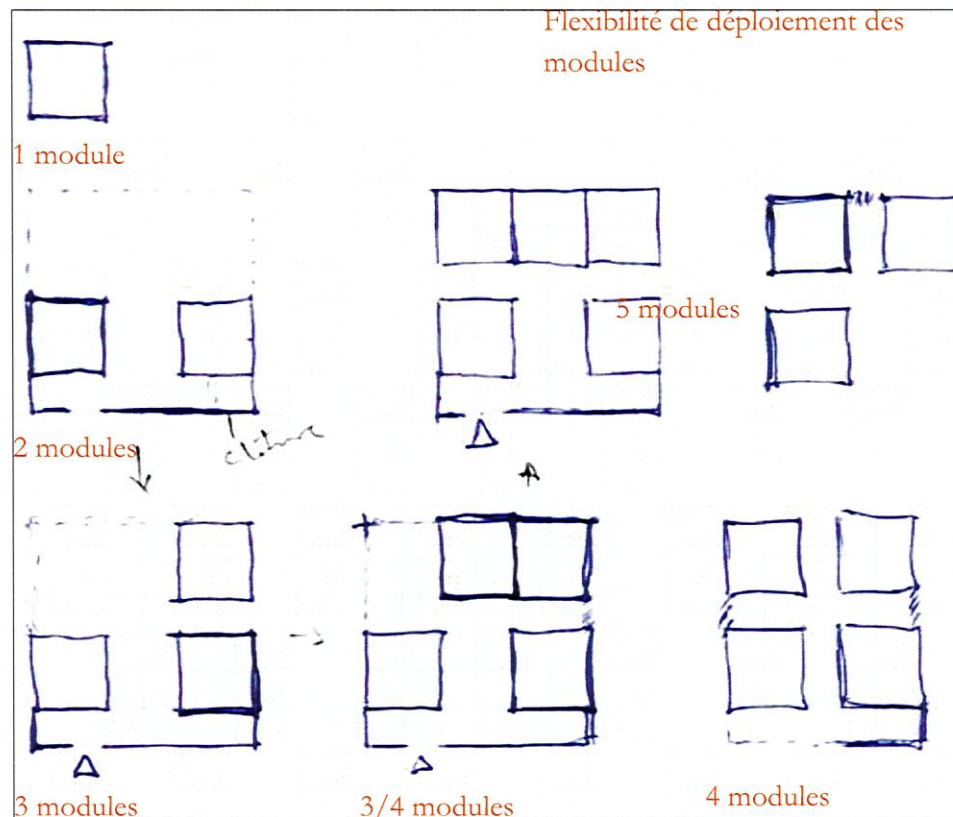 Flexibilité de déploiement des
modules
1 module
5 modules
2 modules
clôture
3 modules
3/4 modules
4 modules